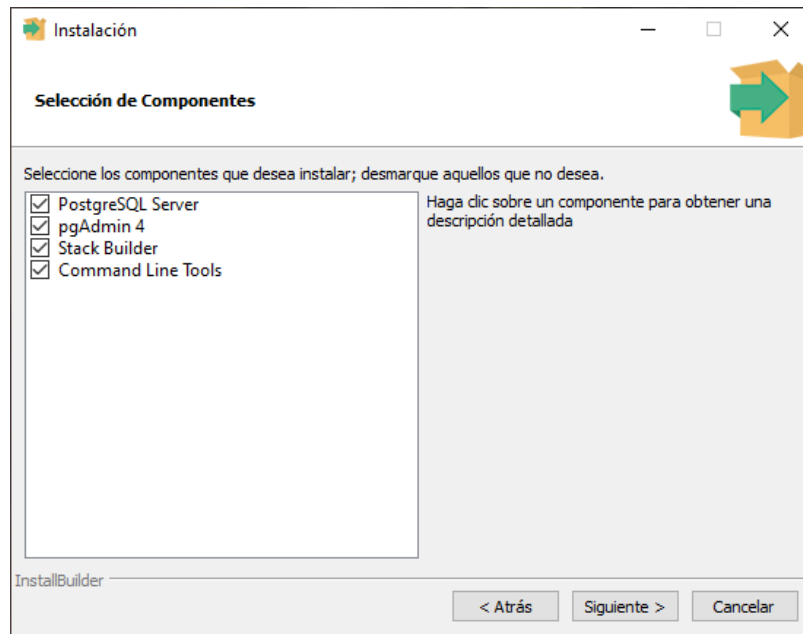 Instalación
Selección de Componentes
Seleccione los componentes que desea instalar; desmarque aquellos que no desea.
PostgreSQL Server
pgAdmin 4
Stack Builder
Command Line Tools
Haga clic sobre un componente para obtener una
descripción detallada
InstallBuilder
< Atrás
Siguiente >
Cancelar